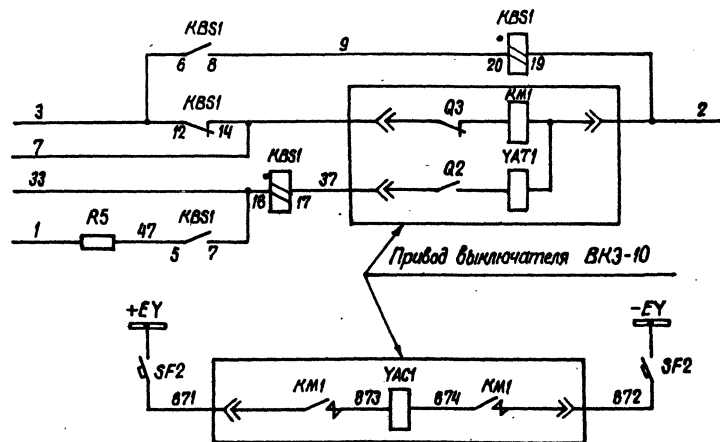 KBS1
KBS1
6 8
9
20 19
3
KBS1
12 14
Q3
KM1
2
7
KBS1
Q2
YAT1
33
18 17
37
1
R5
47
KBS1
5 7
Привод выключателя ВКЭ-10
+EY
-EY
SF2
SF2
871
KM1
873
YAC1
874
KM1
872